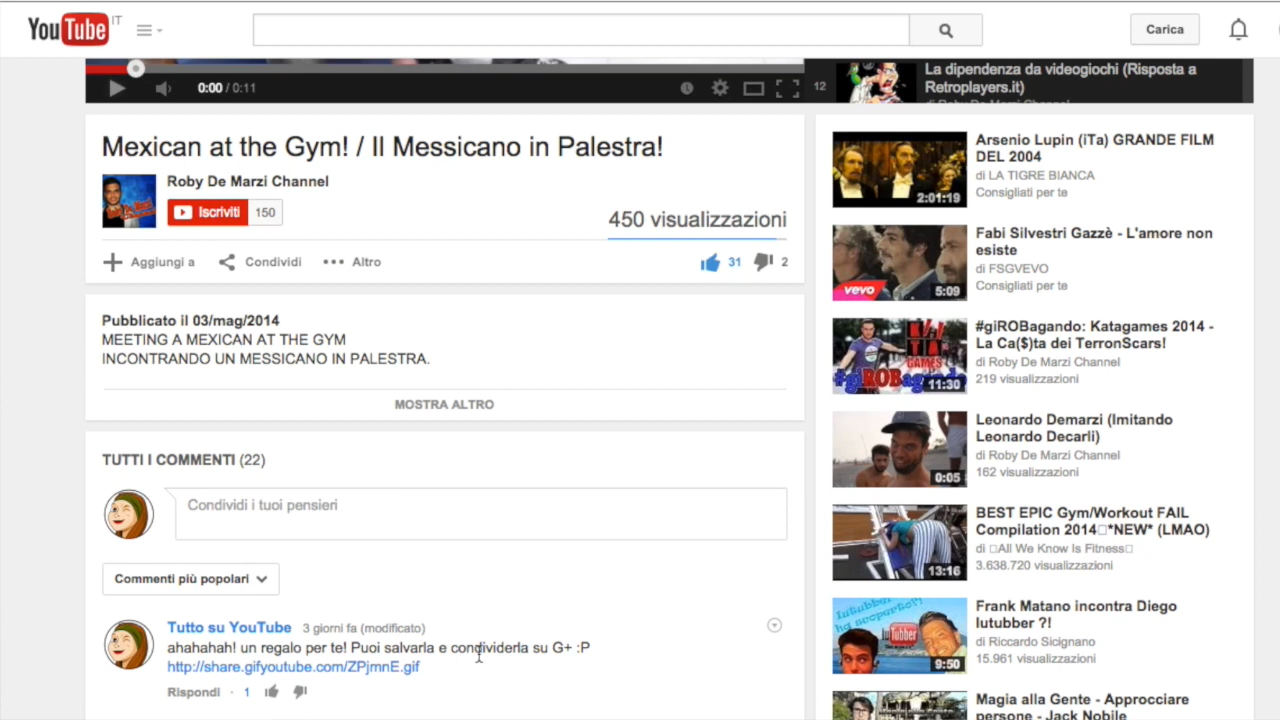 YouTube IT
Carica
0:00 / 0:11
12
La dipendenza da videogiochi (Risposta a
Retroplayers.it)
di Roby De Marzi Channel
Mexican at the Gym! / Il Messicano in Palestra!
Roby De Marzi Channel
Iscriviti 150
450 visualizzazioni
Aggiungi a Condividi Altro
31 2
Pubblicato il 03/mag/2014
MEETING A MEXICAN AT THE GYM
INCONTRANDO UN MESSICANO IN PALESTRA.
MOSTRA ALTRO
TUTTI I COMMENTI (22)
Condividi i tuoi pensieri
Commenti più popolari
Tutto su YouTube 3 giorni fa (modificato)
ahahahah! un regalo per te! Puoi salvarla e condividerla su G+ :P
http://share.gifyoutube.com/ZPjmnE.gif
Rispondi · 1
2:01:19
Arsenio Lupin (iTa) GRANDE FILM
DEL 2004
di LA TIGRE BIANCA
Consigliati per te
vevo
5:09
Fabi Silvestri Gazzè - L'amore non
esiste
di FSGVEVO
Consigliati per te
KATA
GAMES
#giROBagando
11:30
#giROBagando: Katagames 2014 -
La Ca($)ta dei TerronScars!
di Roby De Marzi Channel
219 visualizzazioni
0:05
Leonardo Demarzi (Imitando
Leonardo Decarli)
di Roby De Marzi Channel
162 visualizzazioni
13:16
BEST EPIC Gym/Workout FAIL
Compilation 2014□*NEW* (LMAO)
di □All We Know Is Fitness□
3.638.720 visualizzazioni
lutubber
ha scoperto?!
IuTubber
9:50
Frank Matano incontra Diego
Iutubber ?!
di Riccardo Sicignano
15.961 visualizzazioni
Magia alla Gente - Approcciare
persone - Jack Nobile